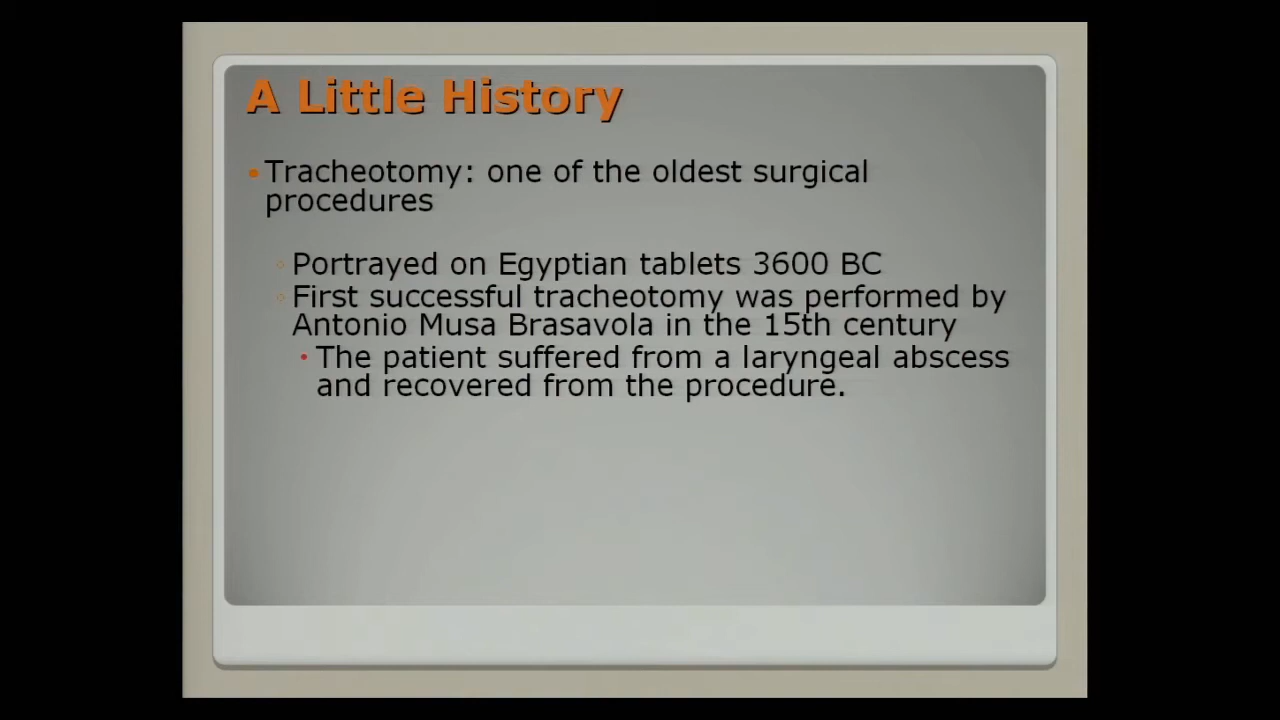 A Little History
Tracheotomy: one of the oldest surgical
procedures
Portrayed on Egyptian tablets 3600 BC
First successful tracheotomy was performed by
Antonio Musa Brasavola in the 15th century
The patient suffered from a laryngeal abscess
and recovered from the procedure.